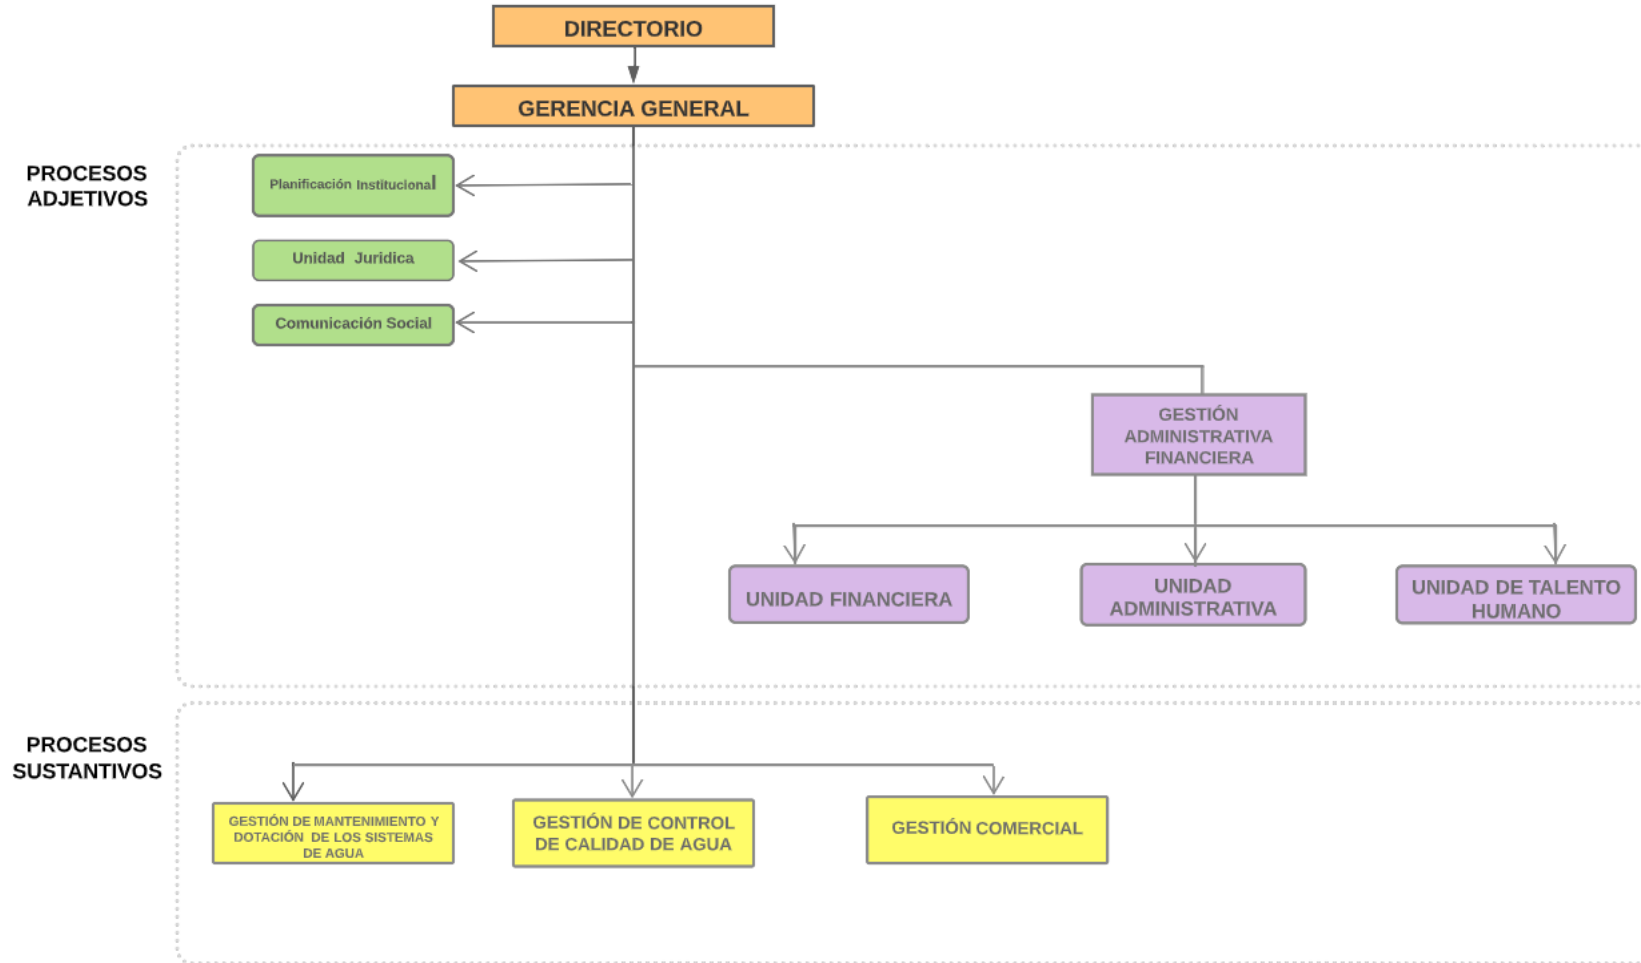 DIRECTORIO
GERENCIA GENERAL
PROCESOS
ADJETIVOS
Planificación Institucional
Unidad Juridica
Comunicación Social
GESTIÓN
ADMINISTRATIVA
FINANCIERA
UNIDAD FINANCIERA
UNIDAD
ADMINISTRATIVA
UNIDAD DE TALENTO
HUMANO
PROCESOS
SUSTANTIVOS
GESTIÓN DE MANTENIMIENTO Y
DOTACIÓN DE LOS SISTEMAS
DE AGUA
GESTIÓN DE CONTROL
DE CALIDAD DE AGUA
GESTIÓN COMERCIAL